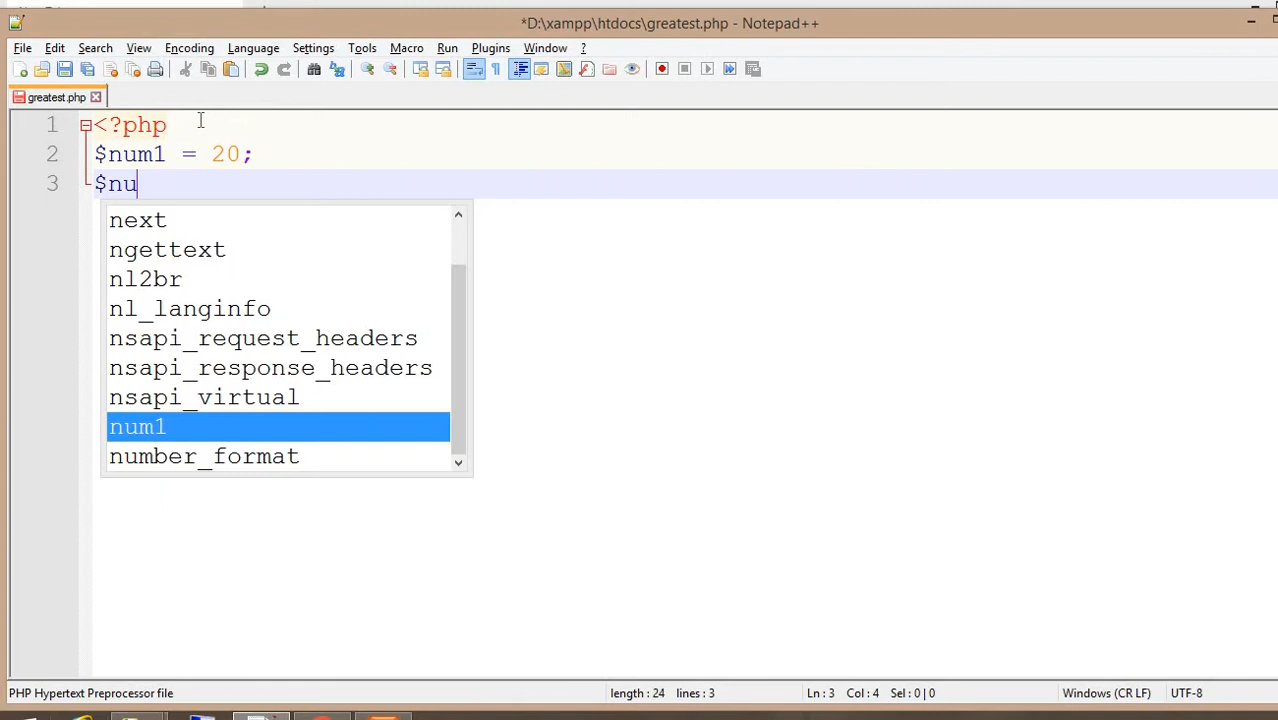 *D:\xampp\htdocs\greatest.php - Notepad++
File Edit Search View Encoding Language Settings Tools Macro Run Plugins Window ?
greatest.php
1 <?php
2 $num1 = 20;
3 $nu
next
ngettext
nl2br
nl_langinfo
nsapi_request_headers
nsapi_response_headers
nsapi_virtual
num1
number_format
PHP Hypertext Preprocessor file length : 24 lines : 3 Ln : 3 Col : 4 Sel : 0 | 0 Windows (CR LF) UTF-8